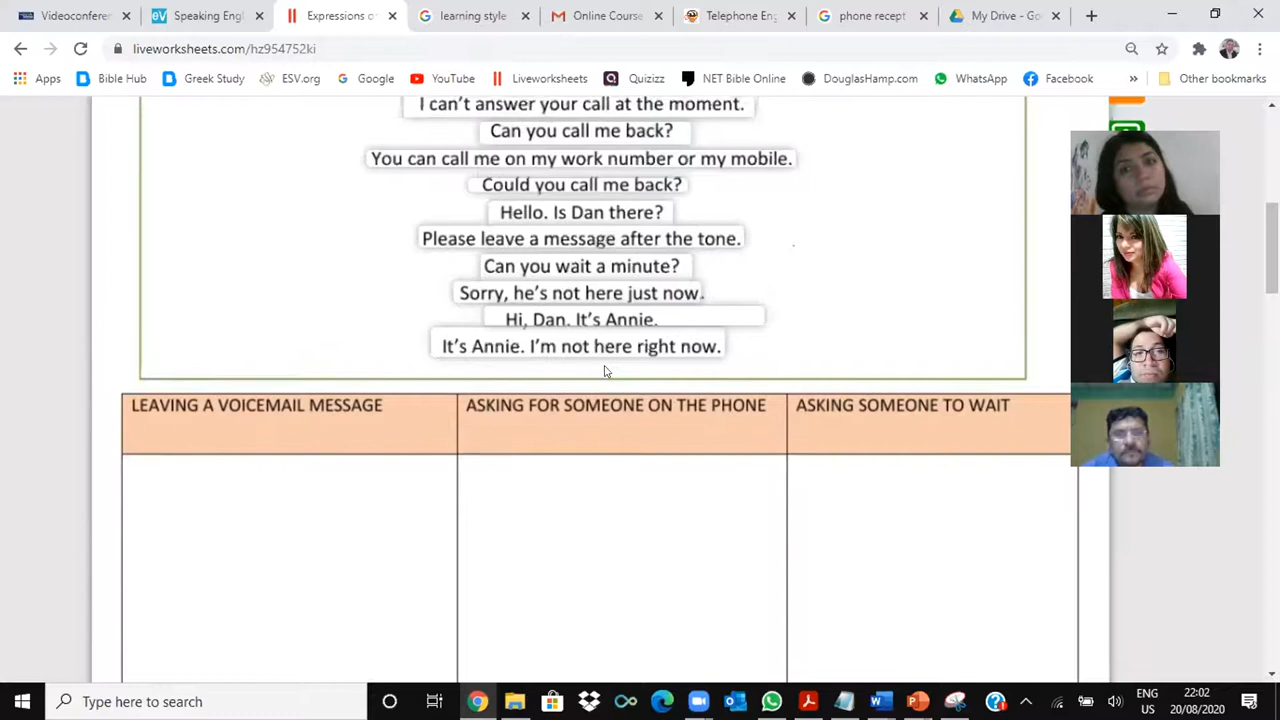 Videoconferen
Speaking Engl
Expressions o
learning style
Online Course
Telephone En
phone recept
My Drive - Go
liveworksheets.com/hz954752ki
Apps
Bible Hub
Greek Study
ESV.org
Google
YouTube
Liveworksheets
Quizizz
NET Bible Online
DouglasHamp.com
WhatsApp
Facebook
»
Other bookmarks
I can't answer your call at the moment.
Can you call me back?
You can call me on my work number or my mobile.
Could you call me back?
Hello. Is Dan there?
Please leave a message after the tone.
Can you wait a minute?
Sorry, he's not here just now.
Hi, Dan. It's Annie.
It's Annie. I'm not here right now.
LEAVING A VOICEMAIL MESSAGE
ASKING FOR SOMEONE ON THE PHONE
ASKING SOMEONE TO WAIT
Type here to search
ENG
US
22:02
20/08/2020